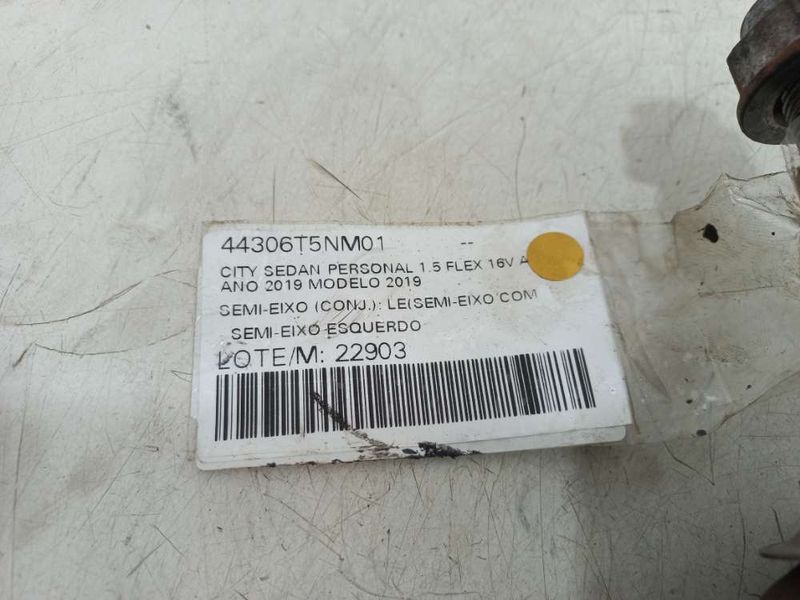 44306T5NM01 --
CITY SEDAN PERSONAL 1.5 FLEX 16V A
ANO 2019 MODELO 2019
SEMI-EIXO (CONJ.): LE(SEMI-EIXO COM
SEMI-EIXO ESQUERDO
LOTE/M: 22903